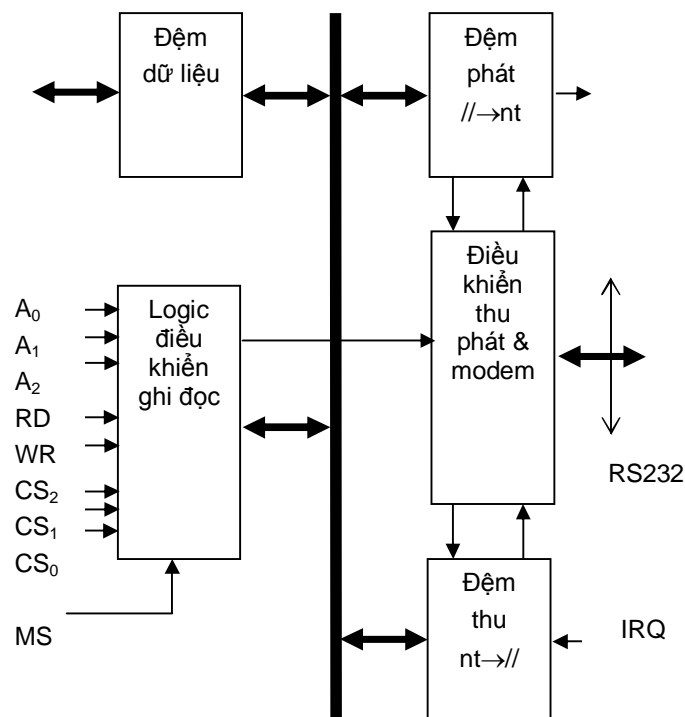 Đệm
dữ liệu
Đệm
phát
//→nt
A₀
A₁
A₂
RD
WR
CS₂
CS₁
CS₀
MS
Logic
điều
khiển
ghi đọc
Điều
khiển
thu
phát &
modem
RS232
Đệm
thu
nt→//
IRQ